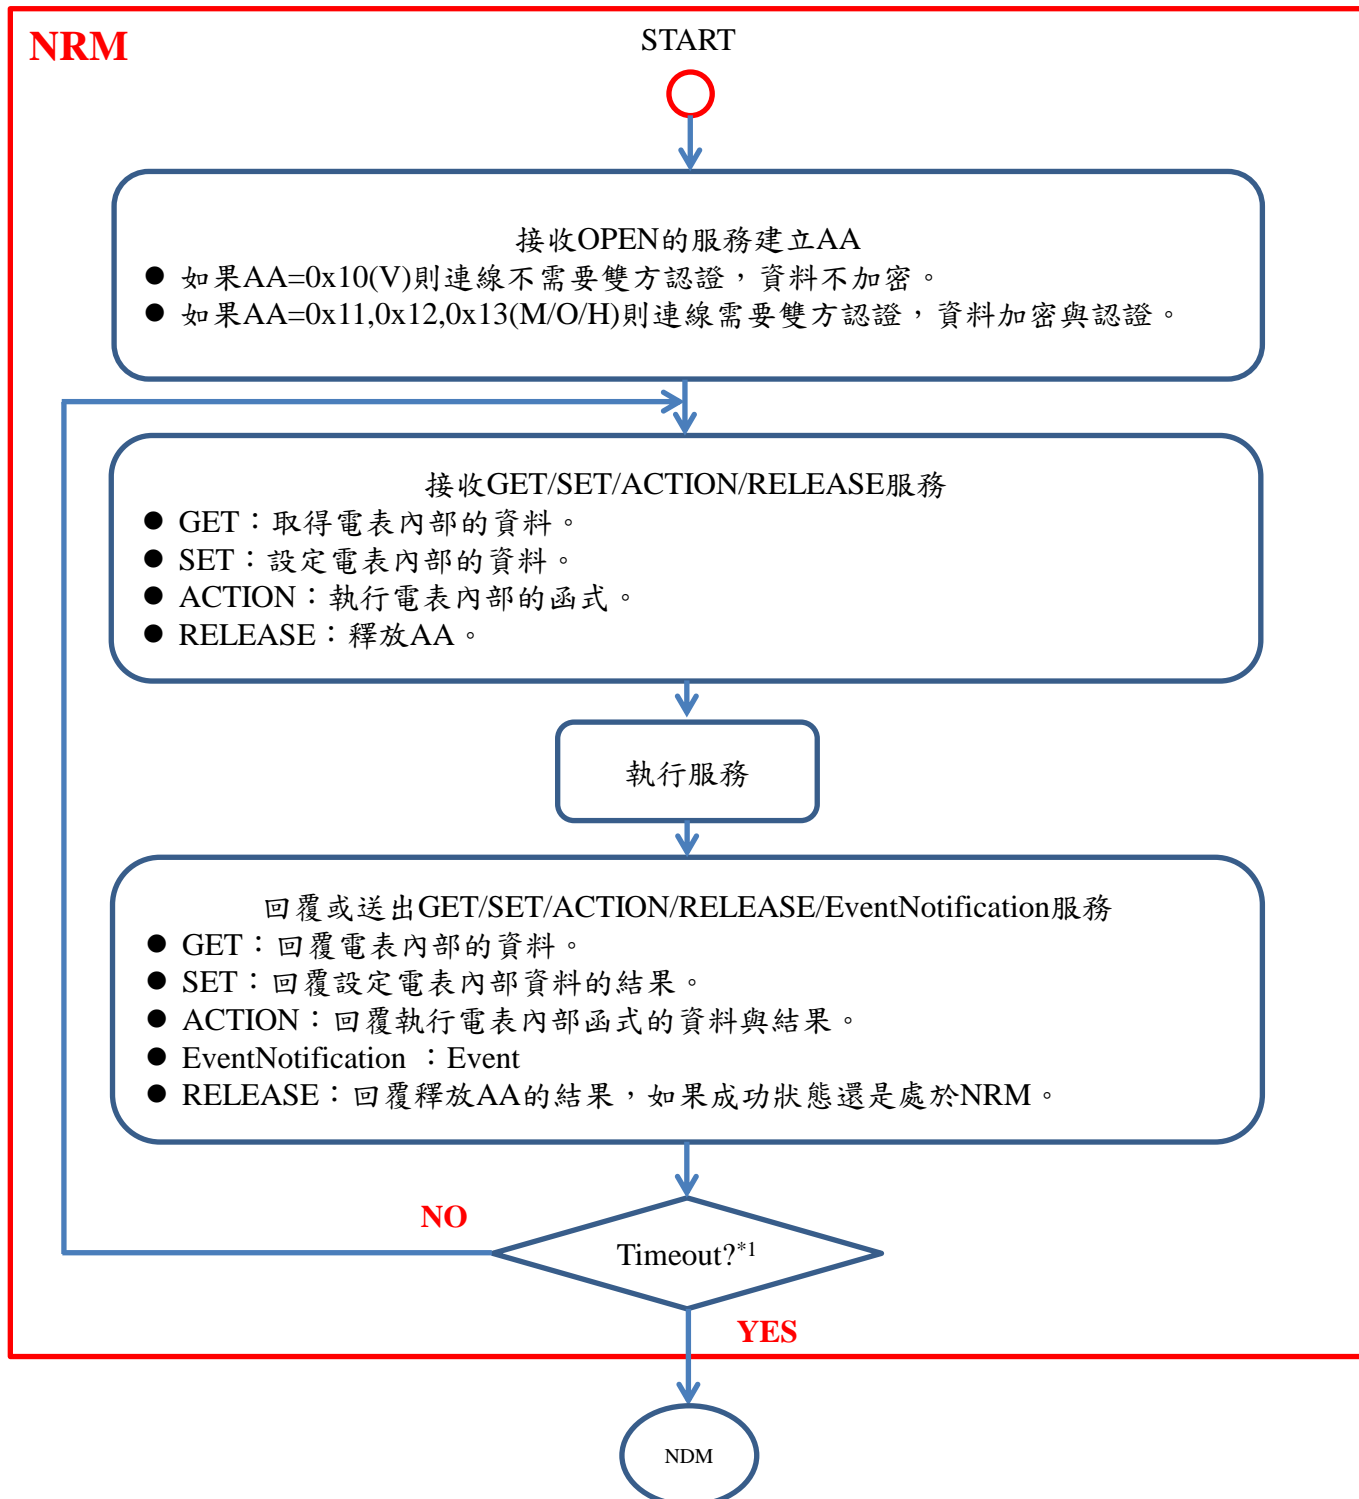 NRM
START
接收OPEN的服務建立AA
● 如果AA=0x10(V)則連線不需要雙方認證，資料不加密。
● 如果AA=0x11,0x12,0x13(M/O/H)則連線需要雙方認證，資料加密與認證。
接收GET/SET/ACTION/RELEASE服務
● GET：取得電表內部的資料。
● SET：設定電表內部的資料。
● ACTION：執行電表內部的函式。
● RELEASE：釋放AA。
執行服務
回覆或送出GET/SET/ACTION/RELEASE/EventNotification服務
● GET：回覆電表內部的資料。
● SET：回覆設定電表內部資料的結果。
● ACTION：回覆執行電表內部函式的資料與結果。
● EventNotification ：Event
● RELEASE：回覆釋放AA的結果，如果成功狀態還是處於NRM。
NO
Timeout?*1
YES
NDM